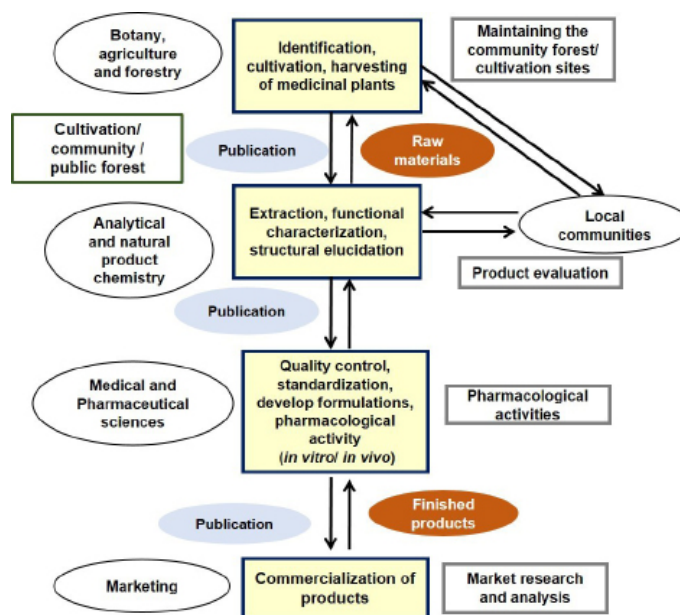 Botany,
agriculture
and forestry
Identification,
cultivation, harvesting
of medicinal plants
Maintaining the
community forest/
cultivation sites
Cultivation/
community /
public forest
Publication
Raw
materials
Analytical
and natural
product
chemistry
Extraction, functional
characterization,
structural elucidation
Local
communities
Product evaluation
Publication
Medical and
Pharmaceutical
sciences
Quality control,
standardization,
develop formulations,
pharmacological
activity
(in vitro/ in vivo)
Pharmacological
activities
Publication
Finished
products
Marketing
Commercialization of
products
Market research
and analysis